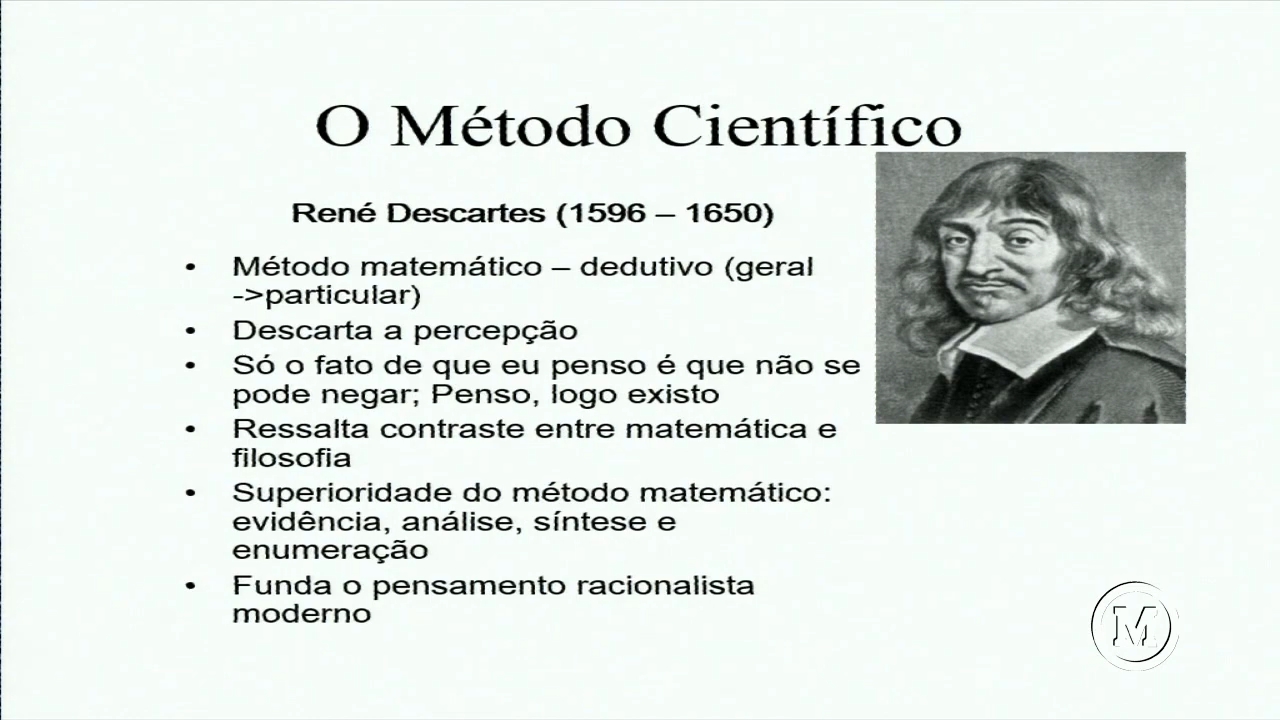 O Método Científico
René Descartes (1596 – 1650)
• Método matemático – dedutivo (geral
->particular)
• Descarta a percepção
• Só o fato de que eu penso é que não se
pode negar; Penso, logo existo
• Ressalta contraste entre matemática e
filosofia
• Superioridade do método matemático:
evidência, análise, síntese e
enumeração
• Funda o pensamento racionalista
moderno
M